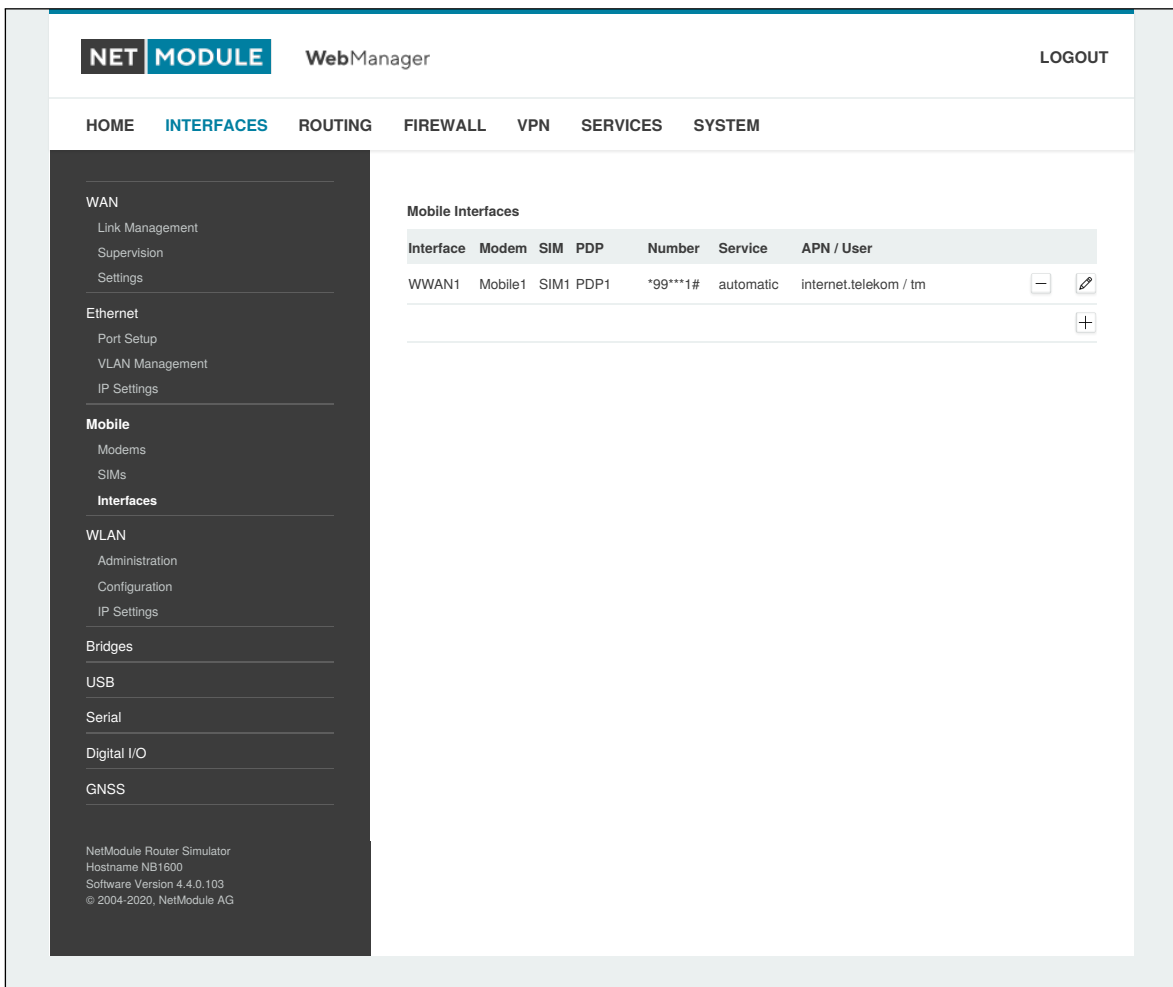 NET MODULE WebManager LOGOUT
HOME INTERFACES ROUTING FIREWALL VPN SERVICES SYSTEM
WAN
Link Management
Supervision
Settings
Ethernet
Port Setup
VLAN Management
IP Settings
Mobile
Modems
SIMs
Interfaces
WLAN
Administration
Configuration
IP Settings
Bridges
USB
Serial
Digital I/O
GNSS
NetModule Router Simulator
Hostname NB1600
Software Version 4.4.0.103
© 2004-2020, NetModule AG
Mobile Interfaces
Interface Modem SIM PDP Number Service APN / User
WWAN1 Mobile1 SIM1 PDP1 *99***1# automatic internet.telekom / tm